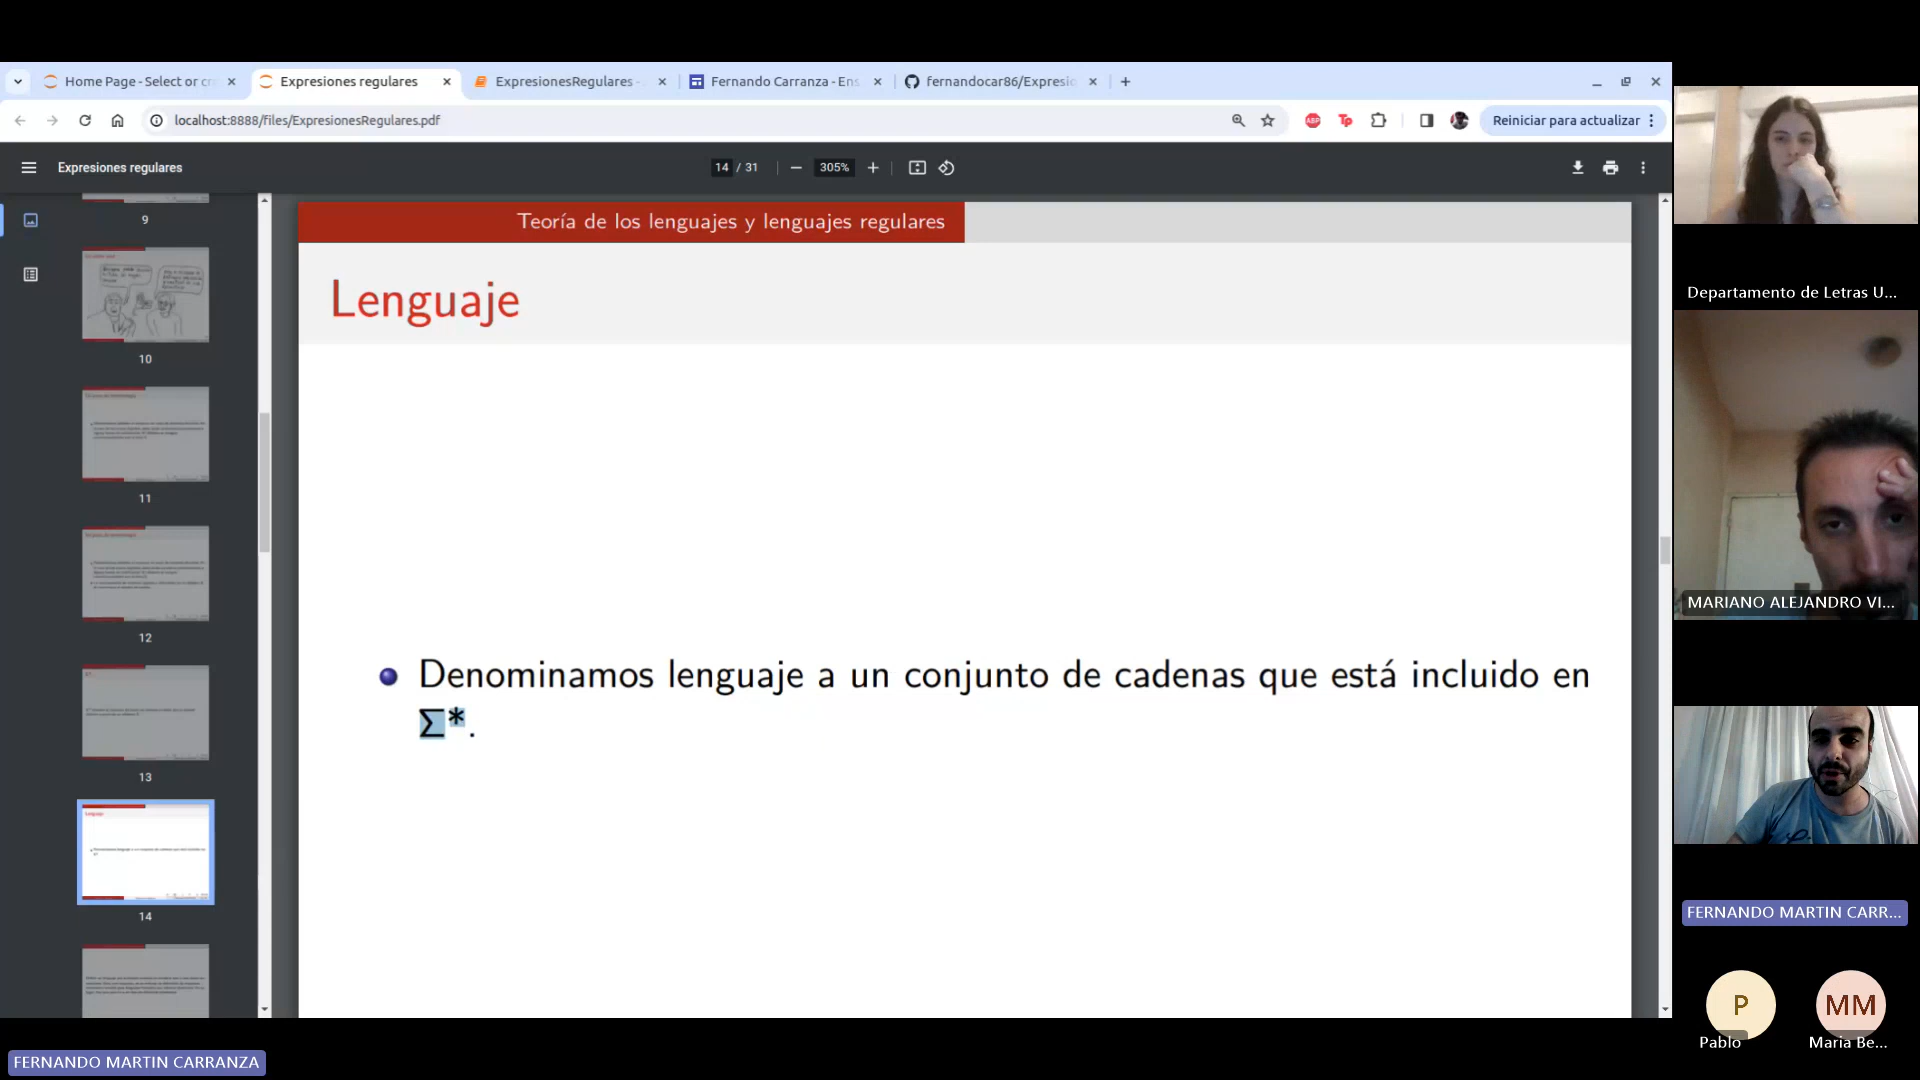 Home Page - Select or cr
Expresiones regulares
ExpresionesRegulares -
Fernando Carranza - Ens
fernandocar86/Expresio
localhost:8888/files/ExpresionesRegulares.pdf
ABP
Tp
Reiniciar para actualizar
Expresiones regulares
14 / 31
305%
9
10
11
12
13
Lenguaje
14
Teoría de los lenguajes y lenguajes regulares
Lenguaje
Denominamos lenguaje a un conjunto de cadenas que está incluido en
Σ*.
Departamento de Letras U...
MARIANO ALEJANDRO VI...
FERNANDO MARTIN CARR...
P
Pablo
MM
Maria Be...
FERNANDO MARTIN CARRANZA